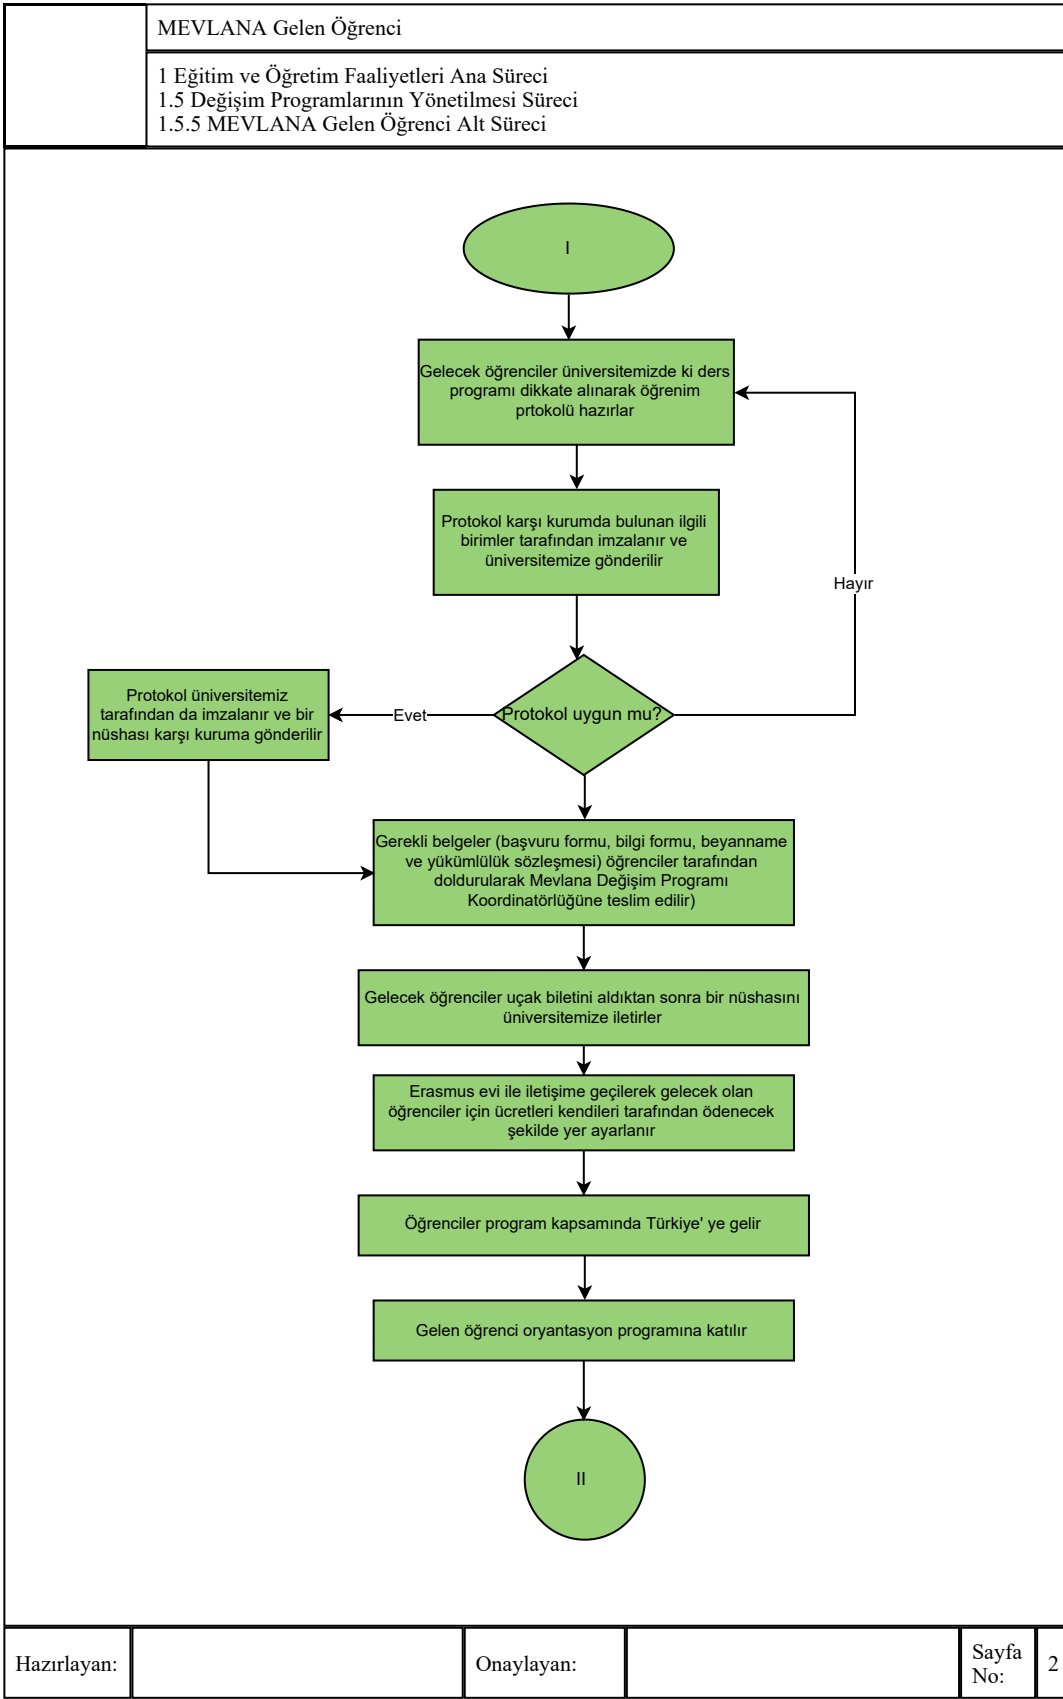 MEVLANA Gelen Öğrenci
1 Eğitim ve Öğretim Faaliyetleri Ana Süreci
1.5 Değişim Programlarının Yönetilmesi Süreci
1.5.5 MEVLANA Gelen Öğrenci Alt Süreci
I
Gelecek öğrenciler üniversitemizde ki ders
programı dikkate alınarak öğrenim
prtokolü hazırlar
Protokol karşı kurumda bulunan ilgili
birimler tarafından imzalanır ve
üniversitemize gönderilir
Hayır
Protokol uygun mu?
Evet
Protokol üniversitemiz
tarafından da imzalanır ve bir
nüshası karşı kuruma gönderilir
Gerekli belgeler (başvuru formu, bilgi formu, beyanname
ve yükümlülük sözleşmesi) öğrenciler tarafından
doldurularak Mevlana Değişim Programı
Koordinatörlüğüne teslim edilir)
Gelecek öğrenciler uçak biletini aldıktan sonra bir nüshasını
üniversitemize iletirler
Erasmus evi ile iletişime geçilerek gelecek olan
öğrenciler için ücretleri kendileri tarafından ödenecek
şekilde yer ayarlanır
Öğrenciler program kapsamında Türkiye' ye gelir
Gelen öğrenci oryantasyon programına katılır
II
Hazırlayan:
Onaylayan:
Sayfa
No:
2